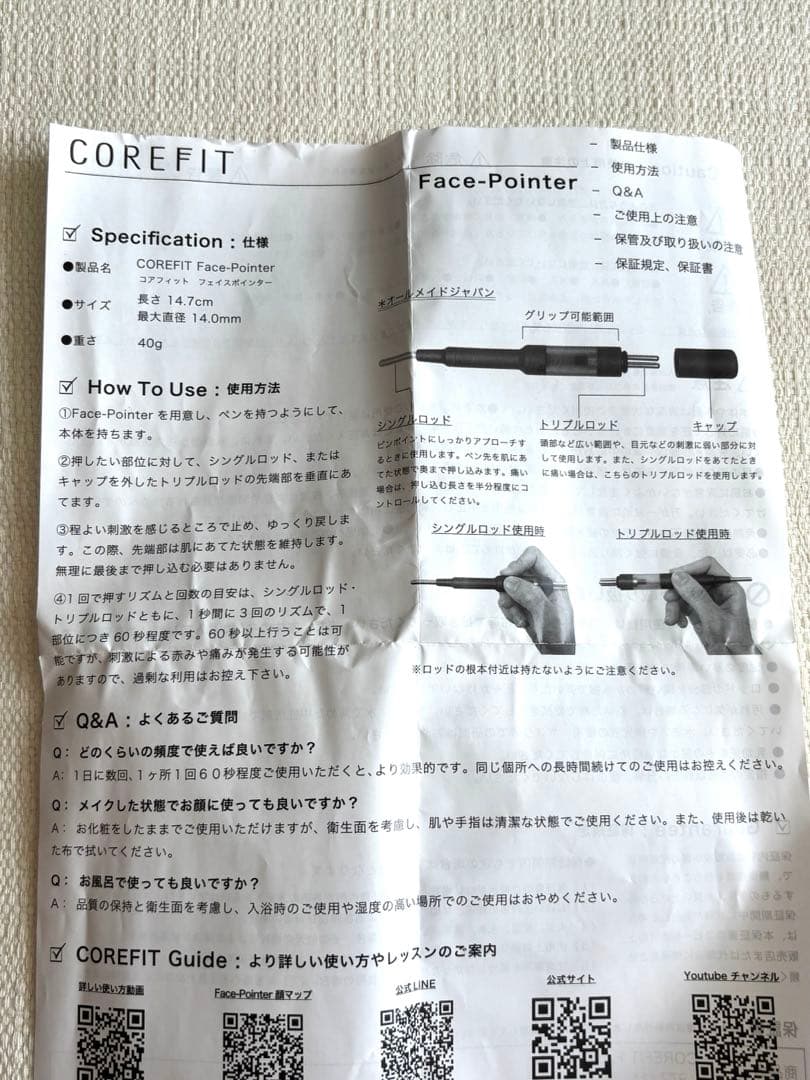 COREFIT
Face-Pointer
− 製品仕様
− 使用方法
− Q&A
− ご使用上の注意
− 保管及び取り扱いの注意
− 保証規定、保証書
Specification : 仕様
●製品名 COREFIT Face-Pointer
コアフィット フェイスポインター
●サイズ 長さ 14.7cm
最大直径 14.0mm
●重さ 40g
*オールメイドジャパン
グリップ可能範囲
シングルロッド
ピンポイントにしっかりアプローチす
るときに使用します。ペン先を肌にあ
てた状態で奥まで押し込みます。痛い
場合は、押し込む長さを半分程度にコ
ントロールしてください。
トリプルロッド
キャップ
頭部など広い範囲や、目元などの刺激に弱い部分に対
して使用します。また、シングルロッドをあてたとき
に痛い場合は、こちらのトリプルロッドを使用します。
シングルロッド使用時
トリプルロッド使用時
※ロッドの根本付近は持たないようにご注意ください。
How To Use : 使用方法
①Face-Pointer を用意し、ペンを持つようにして、
本体を持ちます。
②押したい部位に対して、シングルロッド、または
キャップを外したトリプルロッドの先端部を垂直にあ
てます。
③程よい刺激を感じるところで止め、ゆっくり戻しま
す。この際、先端部は肌にあてた状態を維持します。
無理に最後まで押し込む必要はありません。
④1 回で押すリズムと回数の目安は、シングルロッド・
トリプルロッドともに、1 秒間に 3 回のリズムで、1
部位につき 60 秒程度です。60 秒以上行うことは可
能ですが、刺激による赤みや痛みが発生する可能性が
ありますので、過剰な利用はお控え下さい。
Q&A : よくあるご質問
Q: どのくらいの頻度で使えば良いですか？
A: 1日に数回、1ヶ所1回６０秒程度ご使用いただくと、より効果的です。同じ個所への長時間続けてのご使用はお控えください。
Q: メイクした状態でお顔に使っても良いですか？
A: お化粧をしたままでご使用いただけますが、衛生面を考慮し、肌や手指は清潔な状態でご使用ください。また、使用後は乾い
た布で拭いてください。
Q: お風呂で使っても良いですか？
A: 品質の保持と衛生面を考慮し、入浴時のご使用や湿度の高い場所でのご使用はおやめください。
COREFIT Guide : より詳しい使い方やレッスンのご案内
詳しい使い方動画
Face-Pointer 顔マップ
公式 LINE
公式サイト
Youtube チャンネル